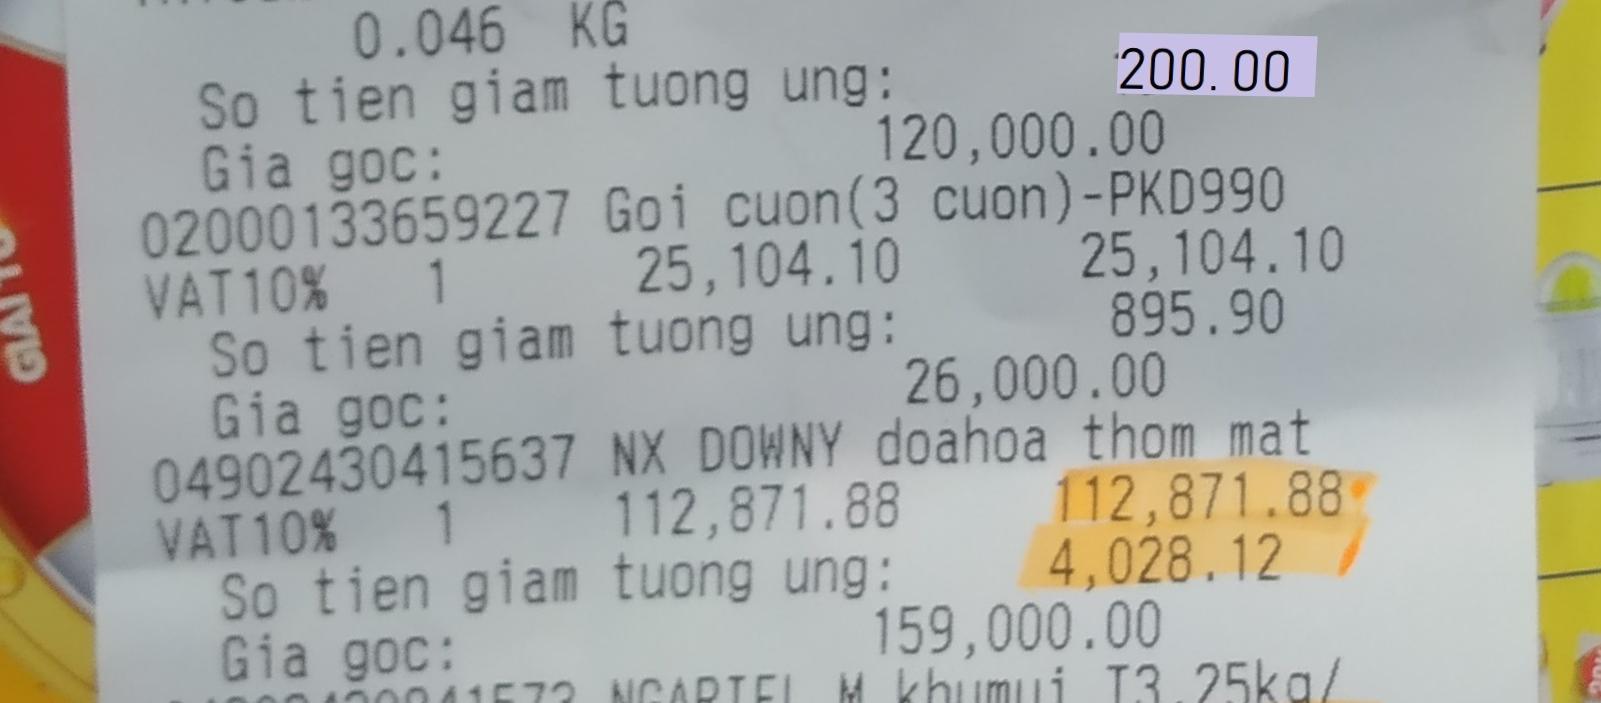 0.046 KG
So tien giam tuong ung: 200.00
Gia goc: 120,000.00
02000133659227 Goi cuon(3 cuon)-PKD990
VAT10% 1 25,104.10 25,104.10
So tien giam tuong ung: 895.90
Gia goc: 26,000.00
04902430415637 NX DOWNY doahoa thom mat
VAT10% 1 112,871.88 112,871.88
So tien giam tuong ung: 4,028.12
Gia goc: 159,000.00
M khumui T3.25kg/